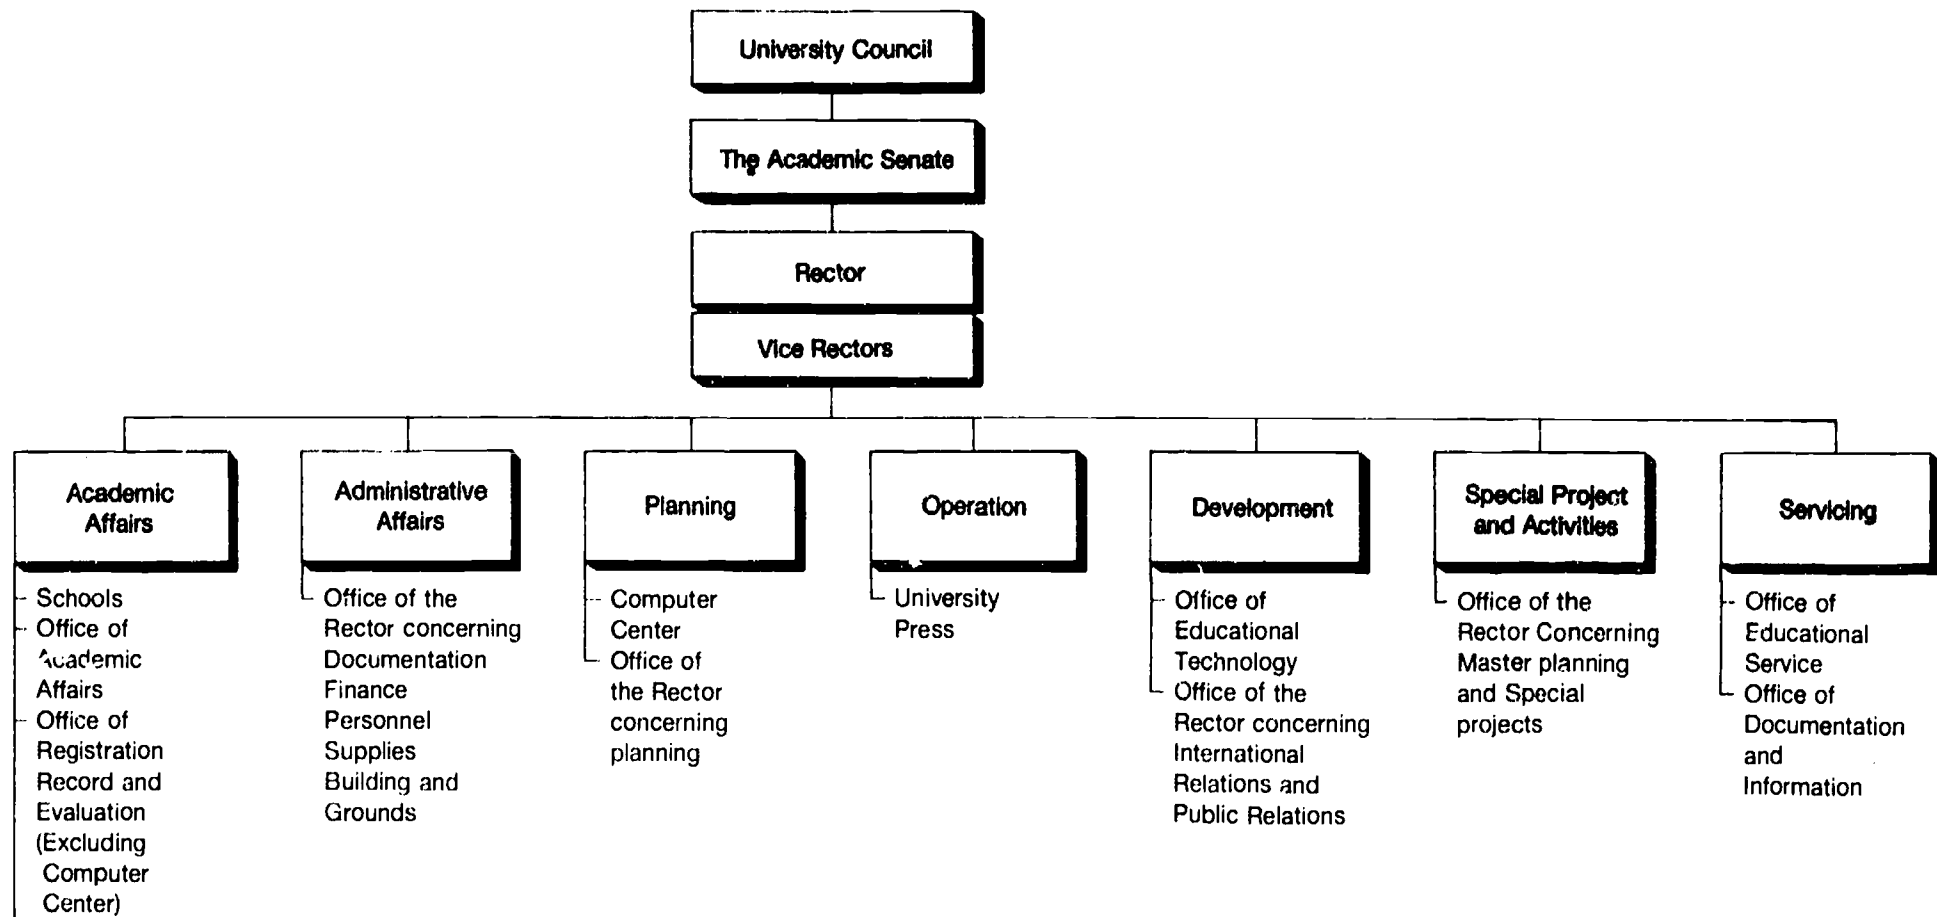 University Council
The Academic Senate
Rector
Vice Rectors
Academic
Affairs
Administrative
Affairs
Planning
Operation
Development
Special Project
and Activities
Servicing
Schools
Office of
Academic
Affairs
Office of
Registration
Record and
Evaluation
(Excluding
Computer
Center)
Office of the
Rector concerning
Documentation
Finance
Personnel
Supplies
Building and
Grounds
Computer
Center
Office of
the Rector
concerning
planning
University
Press
Office of
Educational
Technology
Office of the
Rector concerning
International
Relations and
Public Relations
Office of the
Rector Concerning
Master planning
and Special
projects
Office of
Educational
Service
Office of
Documentation
and
Information